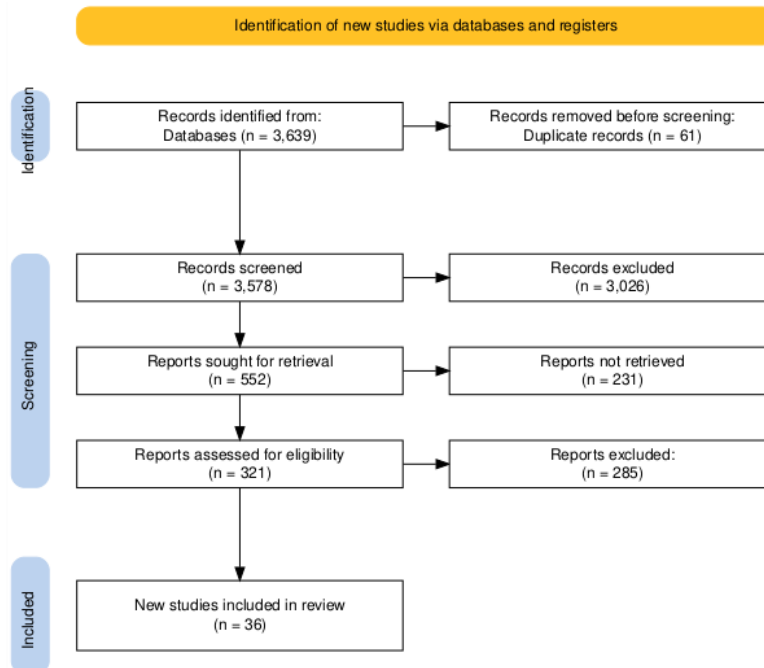 Identification of new studies via databases and registers
Identification
Records identified from:
Databases (n = 3,639)
Records removed before screening:
Duplicate records (n = 61)
Screening
Records screened
(n = 3,578)
Records excluded
(n = 3,026)
Reports sought for retrieval
(n = 552)
Reports not retrieved
(n = 231)
Reports assessed for eligibility
(n = 321)
Reports excluded:
(n = 285)
Included
New studies included in review
(n = 36)